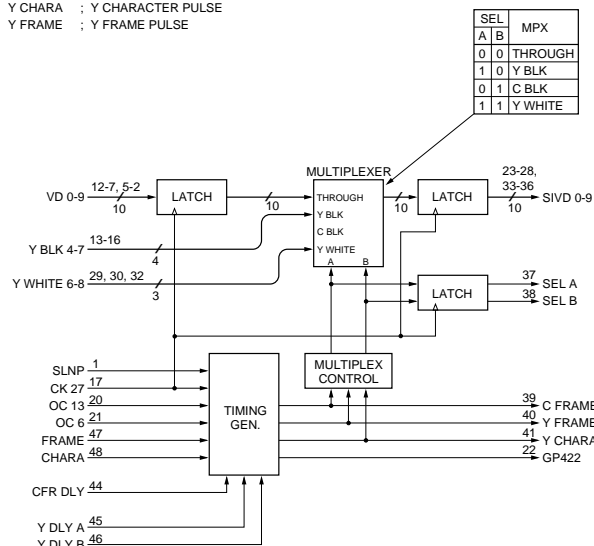 Y CHARA ; Y CHARACTER PULSE
Y FRAME ; Y FRAME PULSE
SEL MPX
A B
0 0 THROUGH
1 0 Y BLK
0 1 C BLK
1 1 Y WHITE
MULTIPLEXER
VD 0-9 12-7, 5-2 10 LATCH 10 THROUGH 10 LATCH 23-28, 33-36 10 SIVD 0-9
Y BLK 4-7 13-16 4 Y BLK
C BLK
Y WHITE 6-8 29, 30, 32 3 Y WHITE
A B
LATCH 37 SEL A
38 SEL B
MULTIPLEX CONTROL
SLNP 1
CK 27 17
OC 13 20
OC 6 21
FRAME 47
CHARA 48
TIMING GEN.
39 C FRAME
40 Y FRAME
41 Y CHARA
22 GP422
CFR DLY 44
Y DLY A 45
Y DLY B 46